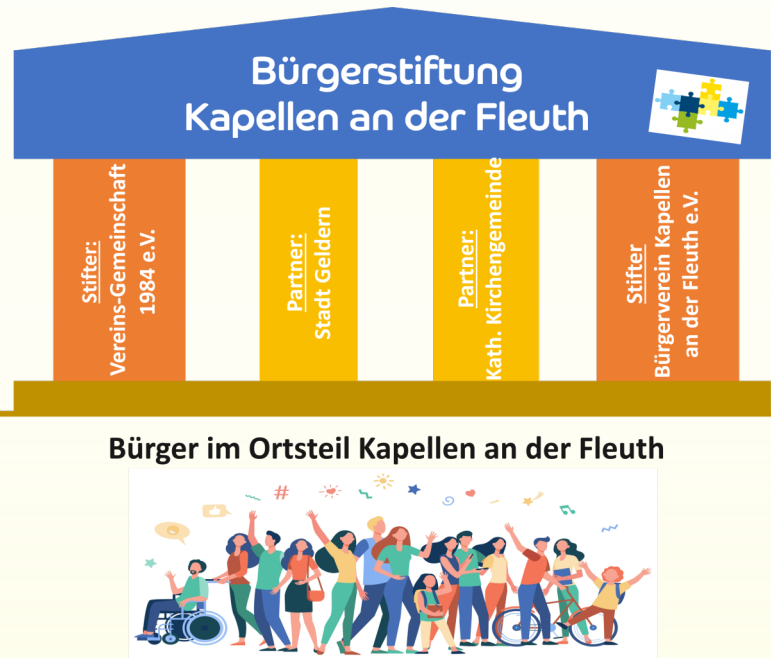 Bürgerstiftung
Kapellen an der Fleuth
Stifter:
Vereins-Gemeinschaft
1984 e.V.
Partner:
Stadt Geldern
Partner:
Kath. Kirchengemeinde
Stifter
Bürgerverein Kapellen
an der Fleuth e.V.
Bürger im Ortsteil Kapellen an der Fleuth
#